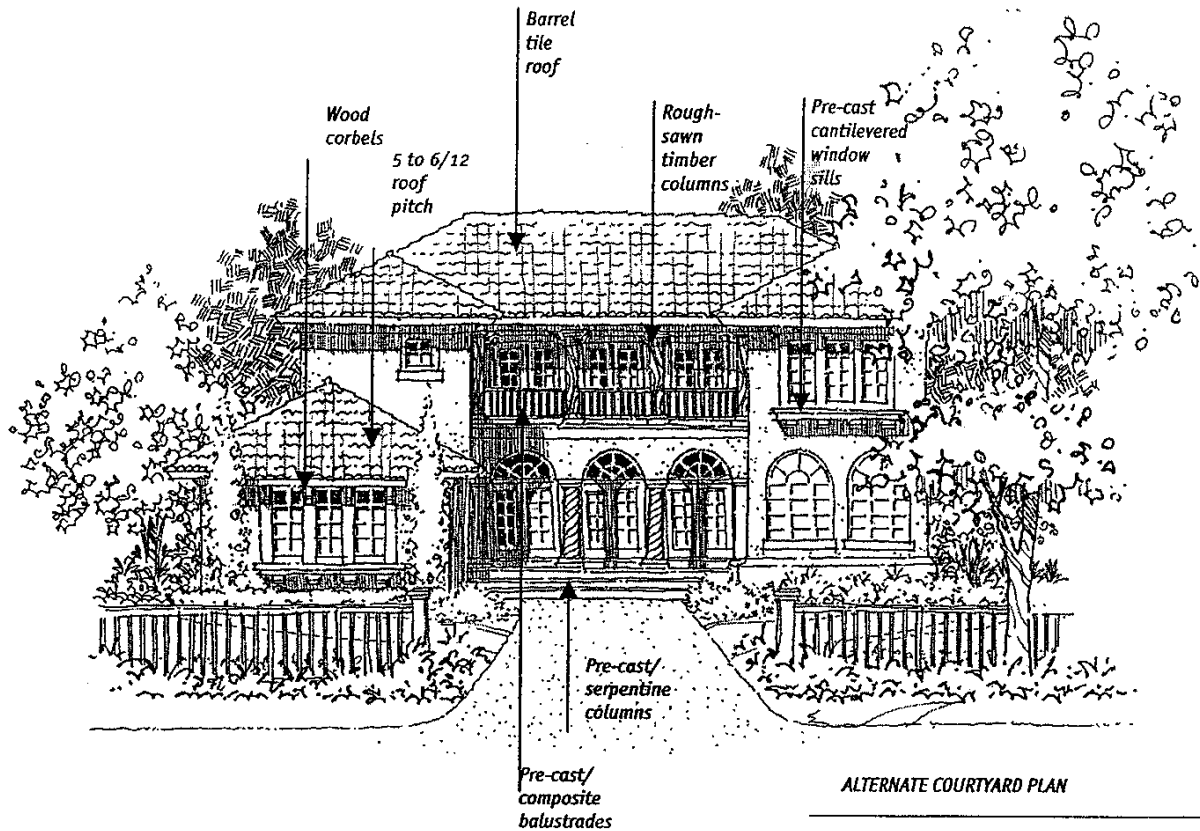 Barrel
tile
roof
Wood
corbels
5 to 6/12
roof
pitch
Rough-
sawn
timber
columns
Pre-cast
cantilevered
window
sills
Pre-cast/
serpentine
columns
Pre-cast/
composite
balustrades
ALTERNATE COURTYARD PLAN